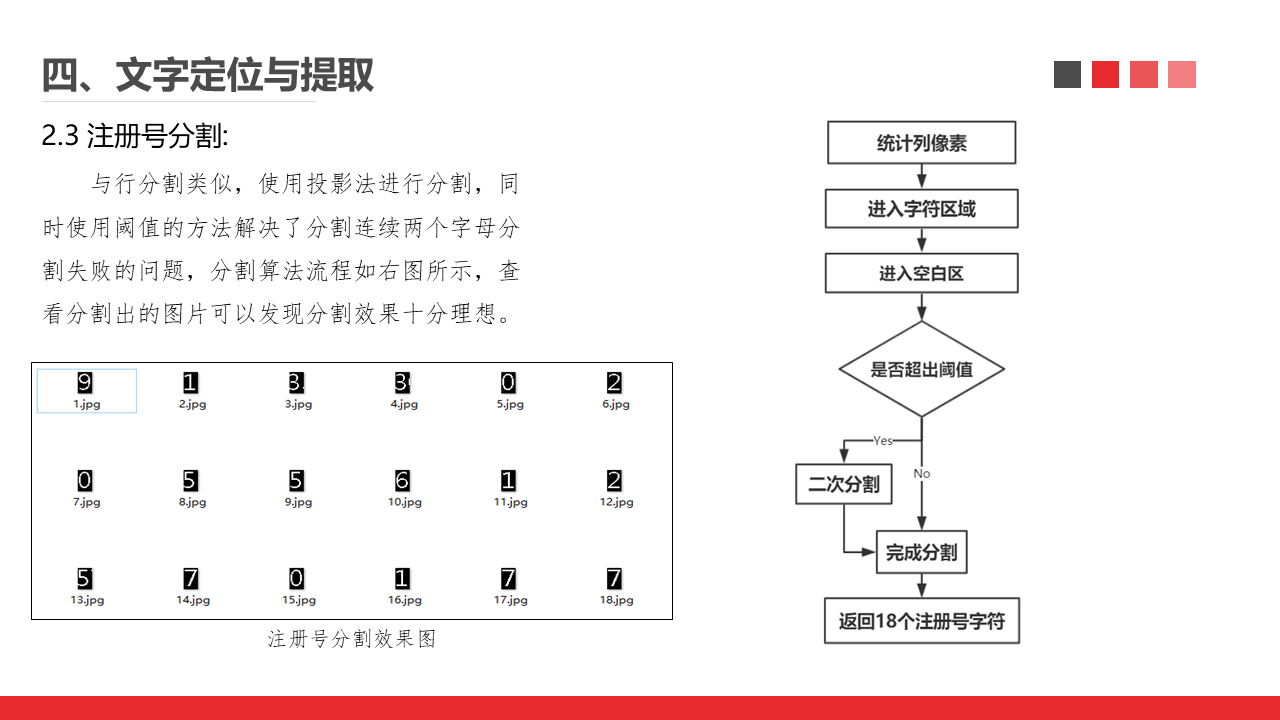 四、文字定位与提取
2.3 注册号分割:
与行分割类似，使用投影法进行分割，同
时使用阈值的方法解决了分割连续两个字母分
割失败的问题，分割算法流程如右图所示，查
看分割出的图片可以发现分割效果十分理想。
9 1 3 3 0 2
1.jpg 2.jpg 3.jpg 4.jpg 5.jpg 6.jpg
0 5 5 6 1 2
7.jpg 8.jpg 9.jpg 10.jpg 11.jpg 12.jpg
5 7 0 1 7 7
13.jpg 14.jpg 15.jpg 16.jpg 17.jpg 18.jpg
注册号分割效果图
统计列像素
进入字符区域
进入空白区
是否超出阈值
Yes
No
二次分割
完成分割
返回18个注册号字符